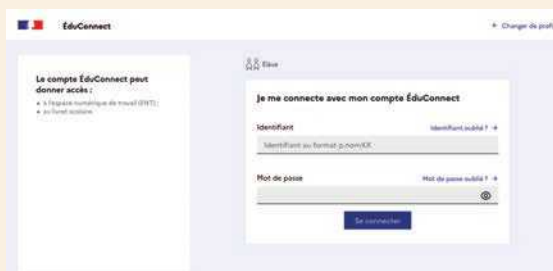 ÉduConnect
← Changer de profi
Le compte ÉduConnect peut
donner accès :
• à l'espace numérique de travail (ENT) ;
• au livret scolaire.
Élève
Je me connecte avec mon compte ÉduConnect
Identifiant
Identifiant oublié ? →
Identifiant au format p.nomXX
Mot de passe
Mot de passe oublié ? →
Se connecter